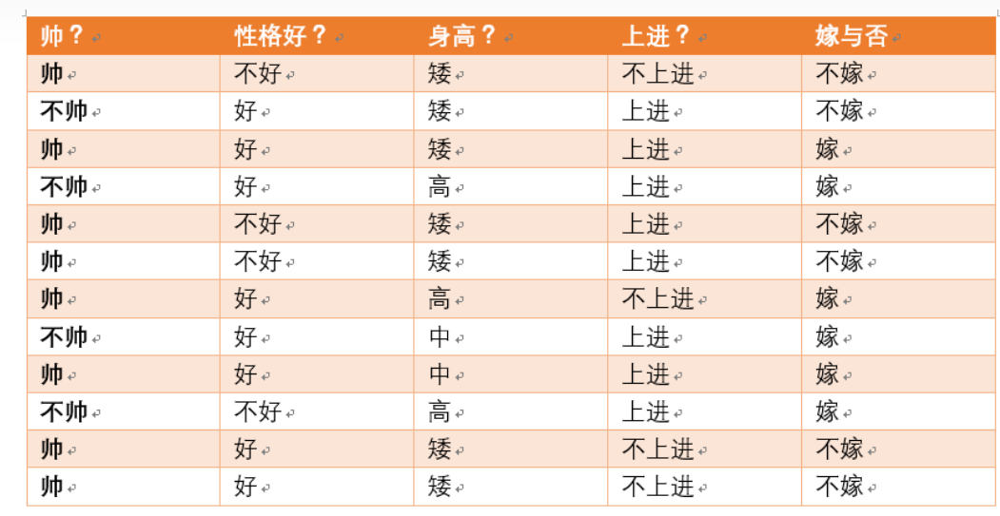 帅？ 性格好？ 身高？ 上进？ 嫁与否
帅 不好 矮 不上进 不嫁
不帅 好 矮 上进 不嫁
帅 好 矮 上进 嫁
不帅 好 高 上进 嫁
帅 不好 矮 上进 不嫁
帅 不好 矮 上进 不嫁
帅 好 高 不上进 嫁
不帅 好 中 上进 嫁
帅 好 中 上进 嫁
不帅 不好 高 上进 嫁
帅 好 矮 不上进 不嫁
帅 好 矮 不上进 不嫁